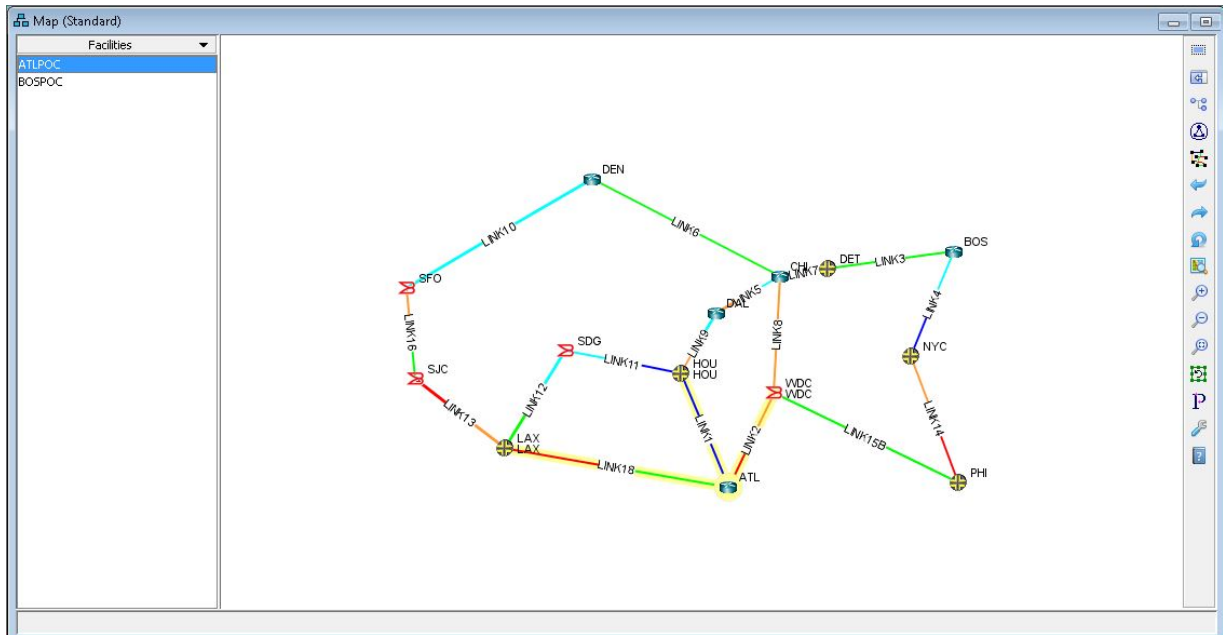 Map (Standard)
Facilities
ATLPOC
BOSPOC
DEN
LINK10
LINK6
BOS
CHI
DET
LINK7
LINK3
SFO
LINK5
DAL
LINK4
LINK16
LINK9
LINK8
SDG
NYC
LINK11
HOU
HOU
SJC
WDC
WDC
LINK12
LINK13
LINK1
LINK2
LINK14
LINK15B
LAX
LAX
LINK18
ATL
PHI
P
?